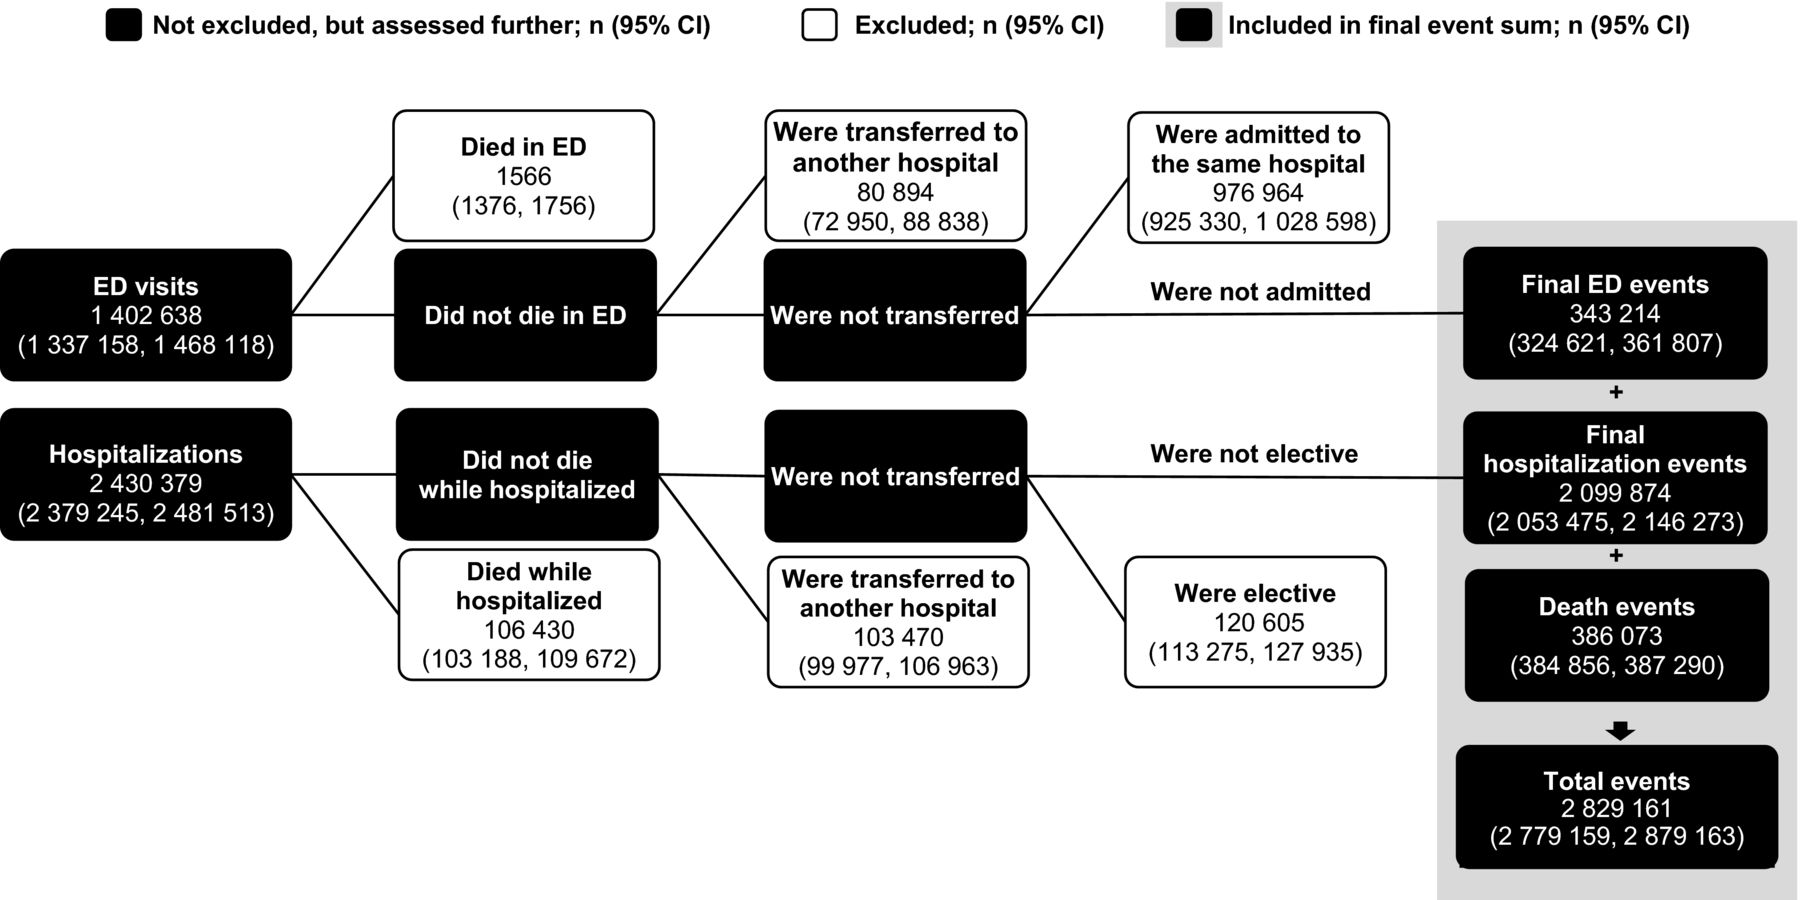 Not excluded, but assessed further; n (95% CI)
Excluded; n (95% CI)
Included in final event sum; n (95% CI)
Died in ED
1566
(1376, 1756)
Were transferred to
another hospital
80 894
(72 950, 88 838)
Were admitted to
the same hospital
976 964
(925 330, 1 028 598)
ED visits
1 402 638
(1 337 158, 1 468 118)
Did not die in ED
Were not transferred
Were not admitted
Final ED events
343 214
(324 621, 361 807)
+
Hospitalizations
2 430 379
(2 379 245, 2 481 513)
Did not die
while hospitalized
Were not transferred
Were not elective
Final
hospitalization events
2 099 874
(2 053 475, 2 146 273)
+
Died while
hospitalized
106 430
(103 188, 109 672)
Were transferred to
another hospital
103 470
(99 977, 106 963)
Were elective
120 605
(113 275, 127 935)
Death events
386 073
(384 856, 387 290)
Total events
2 829 161
(2 779 159, 2 879 163)